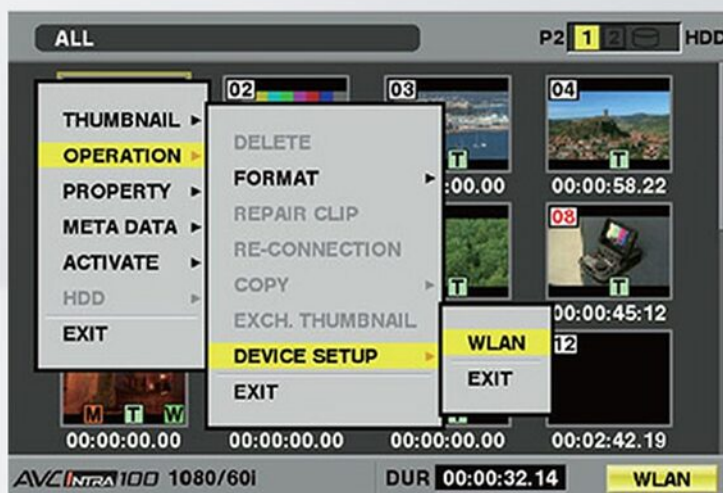 ALL
P2 1 2 HDD
02
03
04
THUMBNAIL
OPERATION
PROPERTY
META DATA
ACTIVATE
HDD
EXIT
DELETE
FORMAT
REPAIR CLIP
RE-CONNECTION
COPY
EXCH. THUMBNAIL
DEVICE SETUP
EXIT
WLAN
EXIT
T
T
:00.00
00:00:58.22
08
T
T
00:00:45:12
12
M T W
T
00:00:00.00
00:00:00.00
00:00:00.00
00:02:42.19
AVC INTRA 100 1080/60i
DUR 00:00:32.14
WLAN